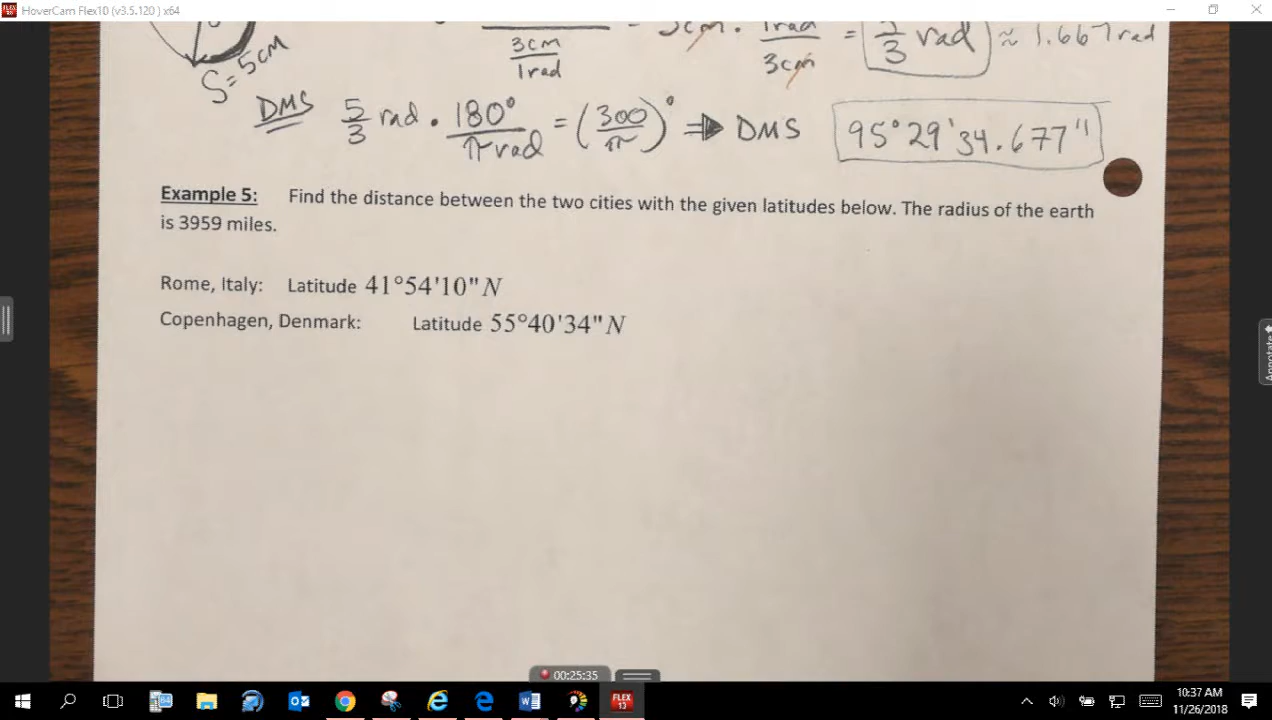 HoverCam Flex10 (v3.5.120 ) x64
3cm
1rad
3cm
rad ≈ 1.667 rad
S = 5cm
DMS 5/3 rad • 180°/π rad = (300/π)° ⇒ DMS 95°29'34.677"
Example 5: Find the distance between the two cities with the given latitudes below. The radius of the earth
is 3959 miles.
Rome, Italy: Latitude 41°54'10" N
Copenhagen, Denmark: Latitude 55°40'34" N
Annotate
00:25:35
FLEX
13
10:37 AM
11/26/2018